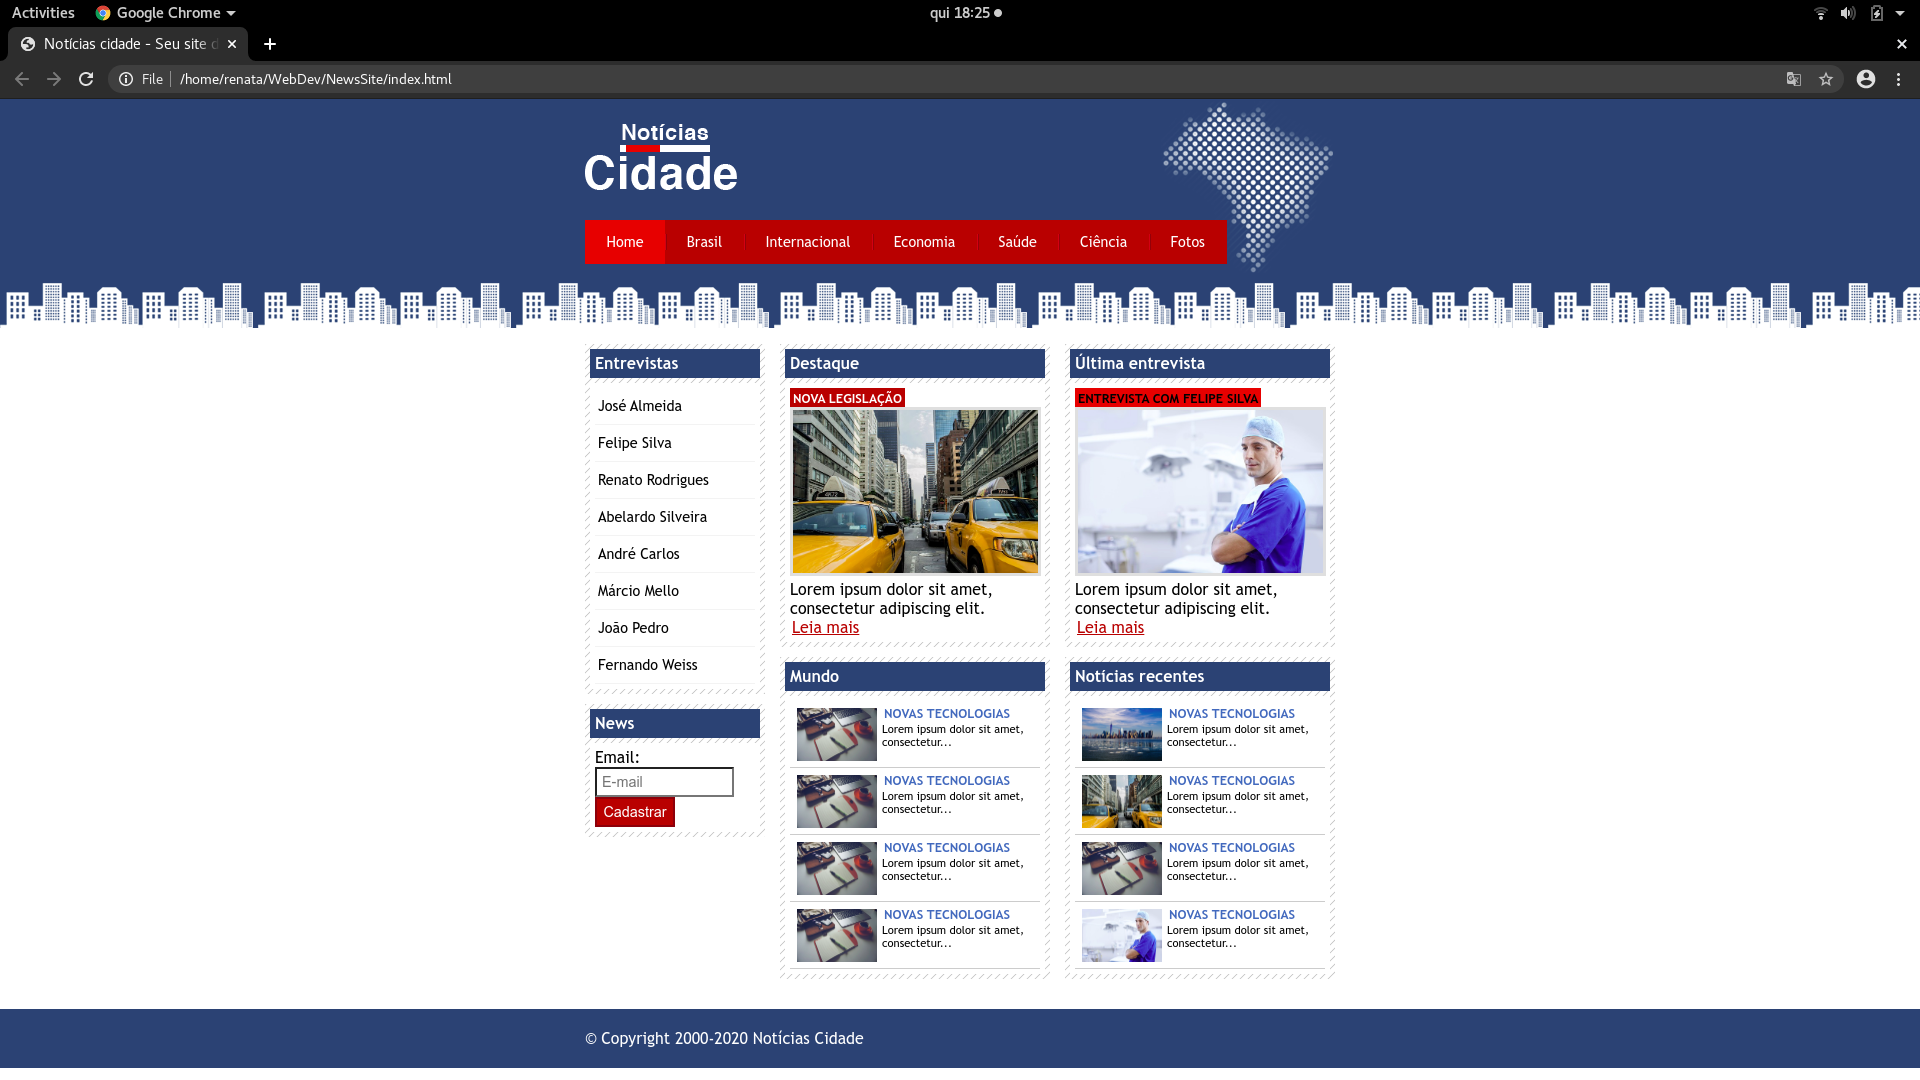 Activities
Google Chrome
qui 18:25
Notícias cidade - Seu site d
File
/home/renata/WebDev/NewsSite/index.html
Notícias
Cidade
Home
Brasil
Internacional
Economia
Saúde
Ciência
Fotos
Entrevistas
José Almeida
Felipe Silva
Renato Rodrigues
Abelardo Silveira
André Carlos
Márcio Mello
João Pedro
Fernando Weiss
News
Email:
E-mail
Cadastrar
Destaque
NOVA LEGISLAÇÃO
Lorem ipsum dolor sit amet,
consectetur adipiscing elit.
Leia mais
Última entrevista
ENTREVISTA COM FELIPE SILVA
Lorem ipsum dolor sit amet,
consectetur adipiscing elit.
Leia mais
Mundo
NOVAS TECNOLOGIAS
Lorem ipsum dolor sit amet,
consectetur...
NOVAS TECNOLOGIAS
Lorem ipsum dolor sit amet,
consectetur...
NOVAS TECNOLOGIAS
Lorem ipsum dolor sit amet,
consectetur...
NOVAS TECNOLOGIAS
Lorem ipsum dolor sit amet,
consectetur...
Notícias recentes
NOVAS TECNOLOGIAS
Lorem ipsum dolor sit amet,
consectetur...
NOVAS TECNOLOGIAS
Lorem ipsum dolor sit amet,
consectetur...
NOVAS TECNOLOGIAS
Lorem ipsum dolor sit amet,
consectetur...
NOVAS TECNOLOGIAS
Lorem ipsum dolor sit amet,
consectetur...
© Copyright 2000-2020 Notícias Cidade